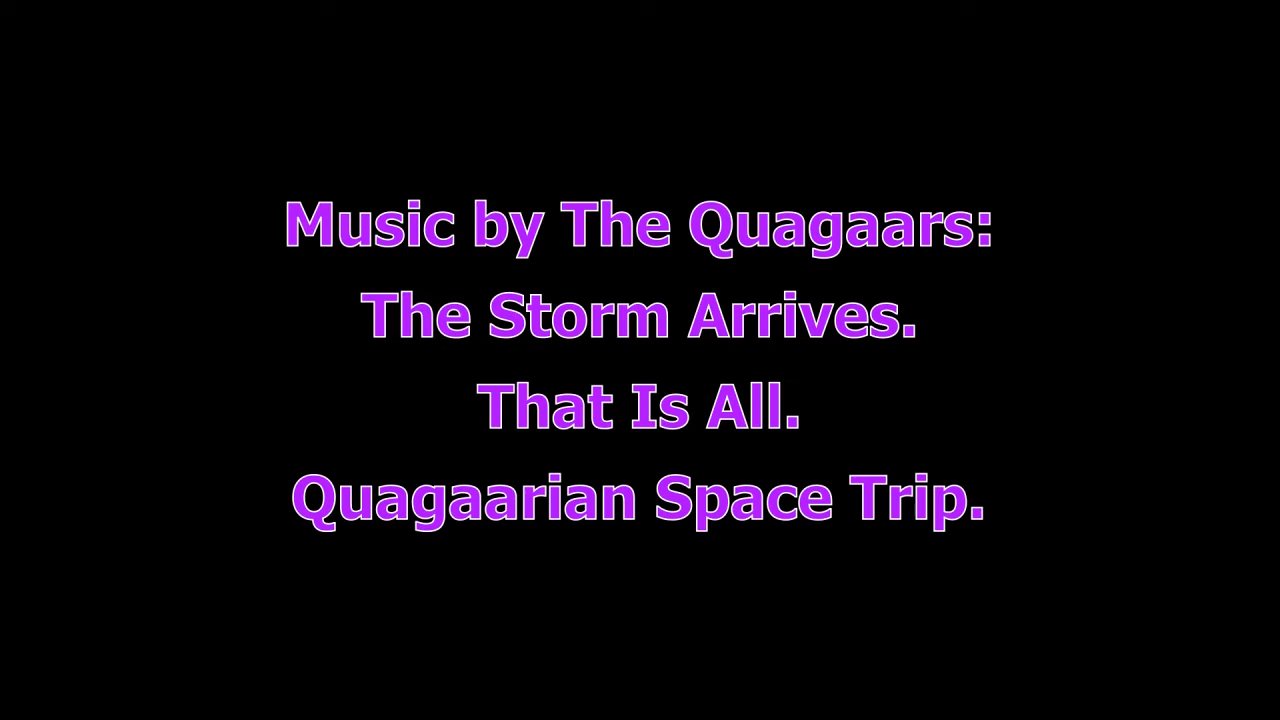 Music by The Quagaars:
The Storm Arrives.
That Is All.
Quagaarian Space Trip.